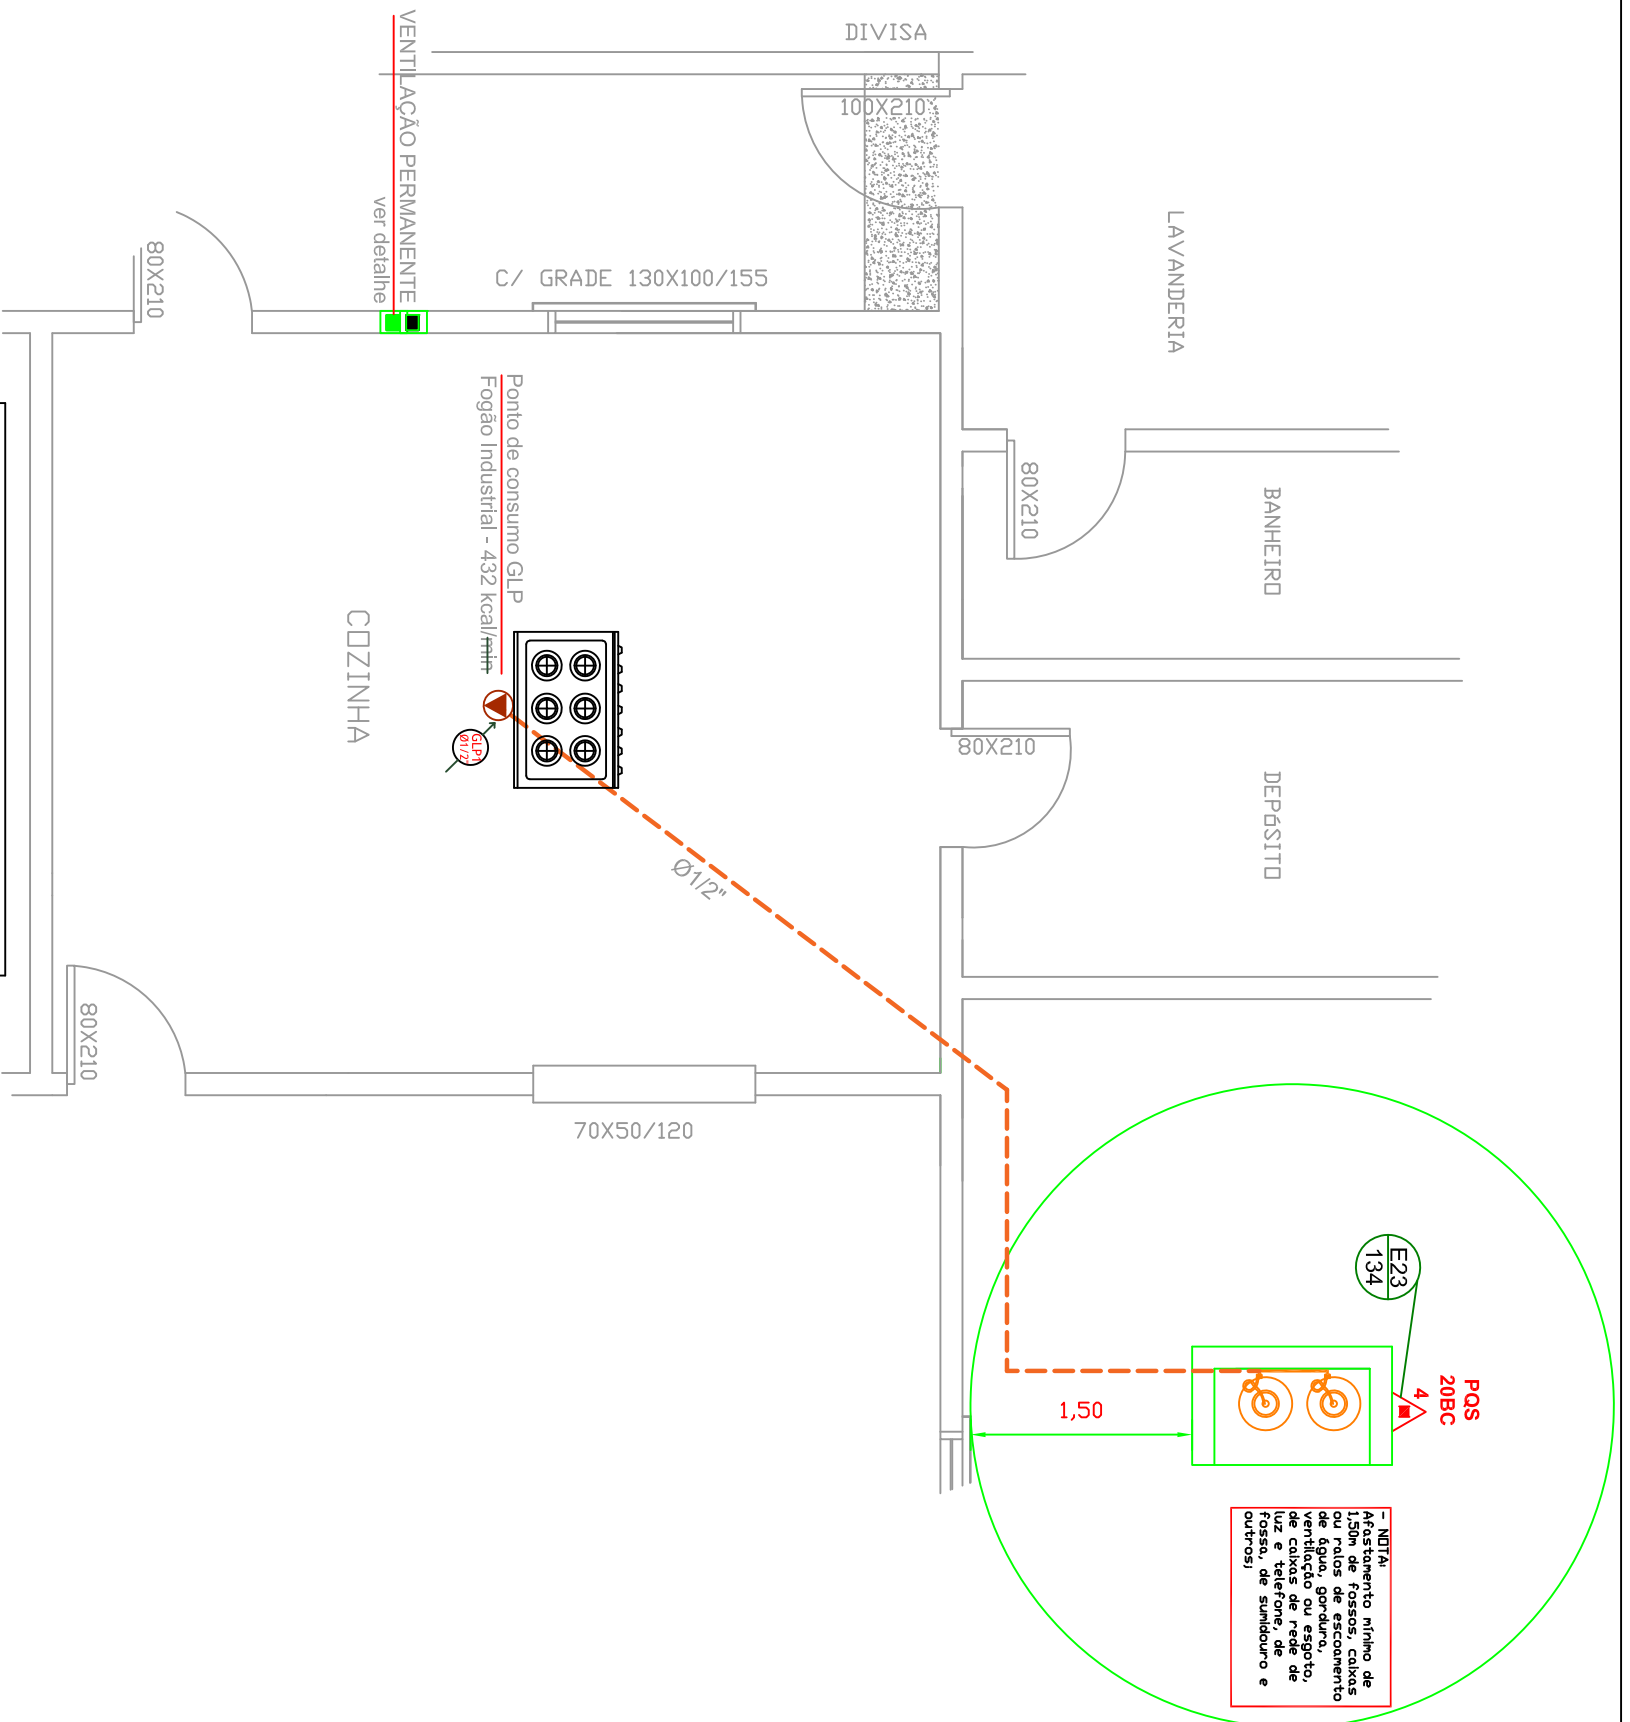 DIVISA
100X210
LAVANDERIA
VENTILAÇÃO PERMANENTE
ver detalhe
80X210
C/ GRADE 130X100/155
Ponto de consumo GLP
Fogão Industrial - 432 kcal/min
80X210
BANHEIRO
COZINHA
GLP1
Ø1/2"
80X210
DEPóSITO
Ø1/2"
80X210
70X50/120
E23
134
PQS
20BC
4
1,50
- NOTA:
Afastamento mínimo de
1,50m de fossos, caixas
ou ralos de escoamento
de água, gordura,
ventilação ou esgoto,
de caixas de rede de
luz e telefone, de
fossa, de sumidouro e
outros;